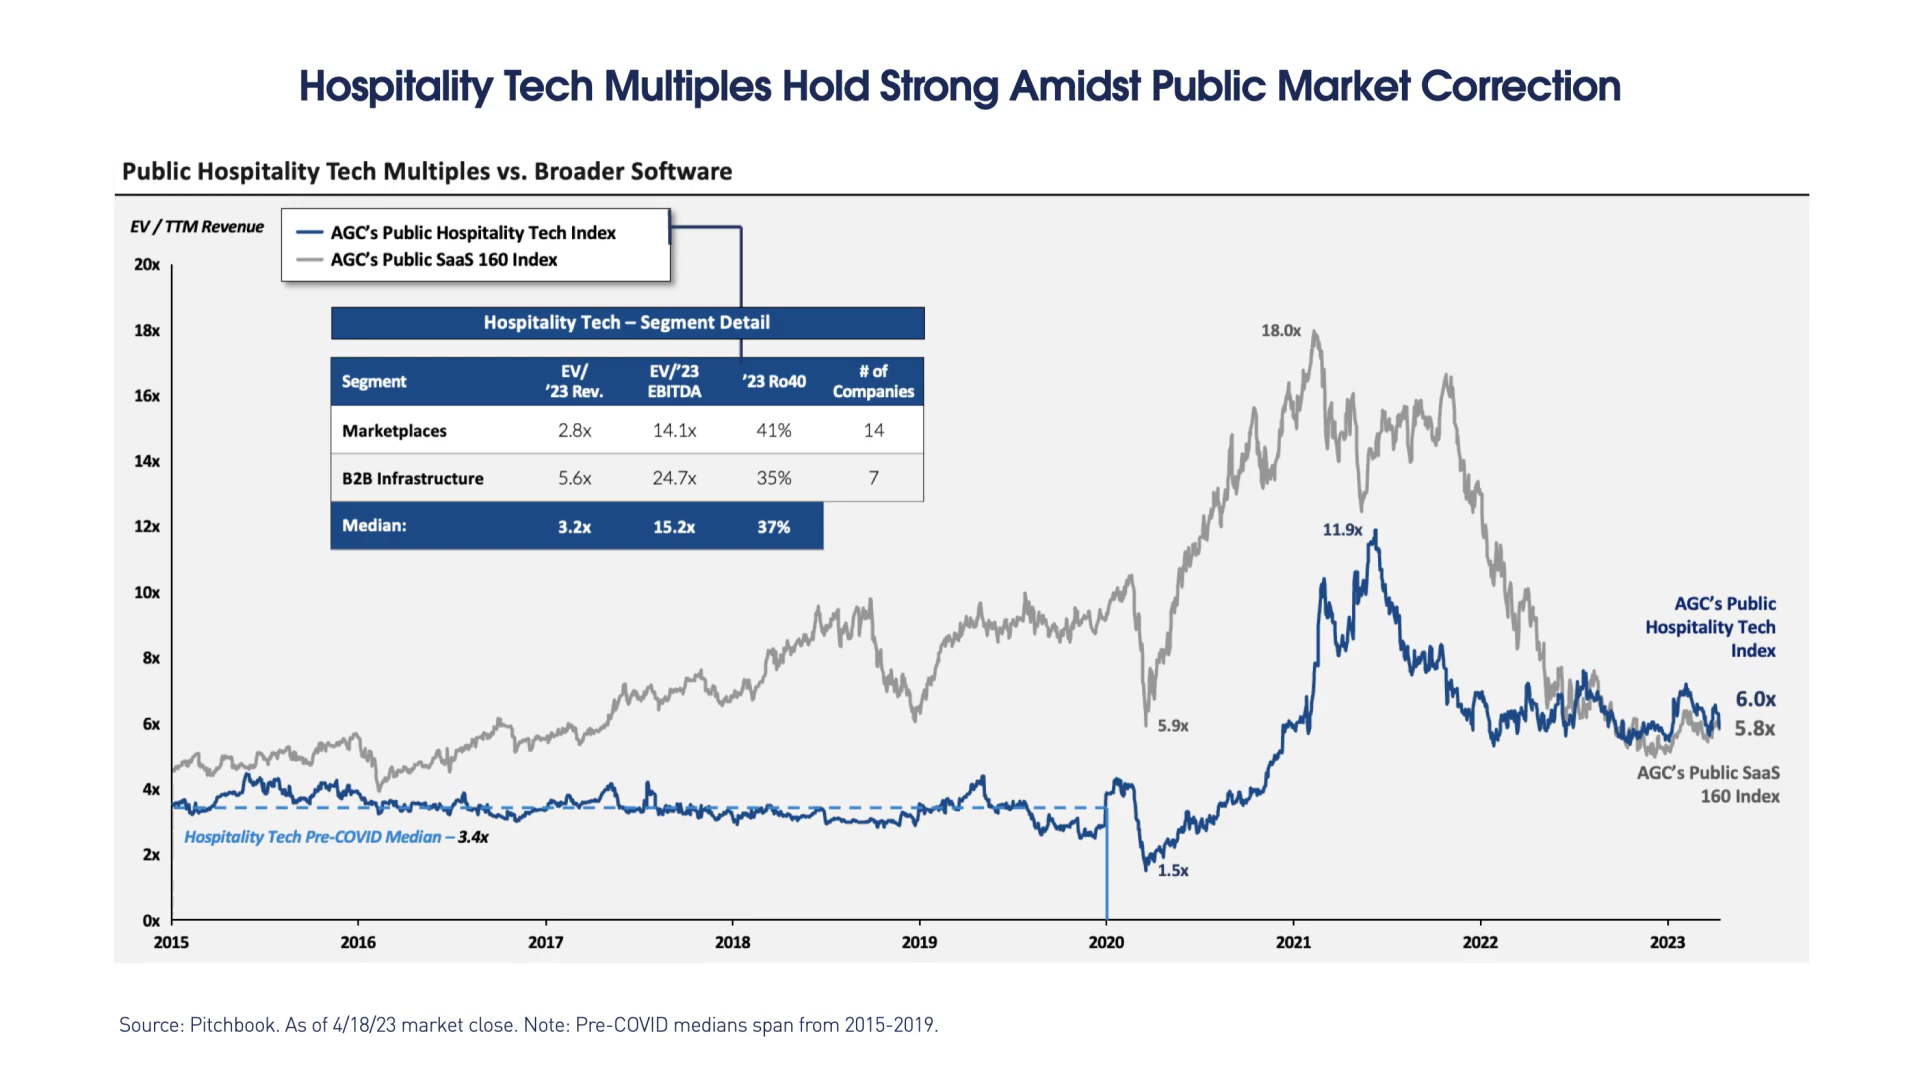 Hospitality Tech Multiples Hold Strong Amidst Public Market Correction
Public Hospitality Tech Multiples vs. Broader Software
EV / TTM Revenue
AGC’s Public Hospitality Tech Index
AGC’s Public SaaS 160 Index
Hospitality Tech – Segment Detail
Segment EV/ ’23 Rev. EV/’23 EBITDA ’23 Ro40 # of Companies
Marketplaces 2.8x 14.1x 41% 14
B2B Infrastructure 5.6x 24.7x 35% 7
Median: 3.2x 15.2x 37%
20x
18x
16x
14x
12x
10x
8x
6x
4x
2x
0x
18.0x
11.9x
5.9x
1.5x
Hospitality Tech Pre-COVID Median – 3.4x
AGC’s Public
Hospitality Tech
Index
6.0x
5.8x
AGC’s Public SaaS
160 Index
2015 2016 2017 2018 2019 2020 2021 2022 2023
Source: Pitchbook. As of 4/18/23 market close. Note: Pre-COVID medians span from 2015-2019.